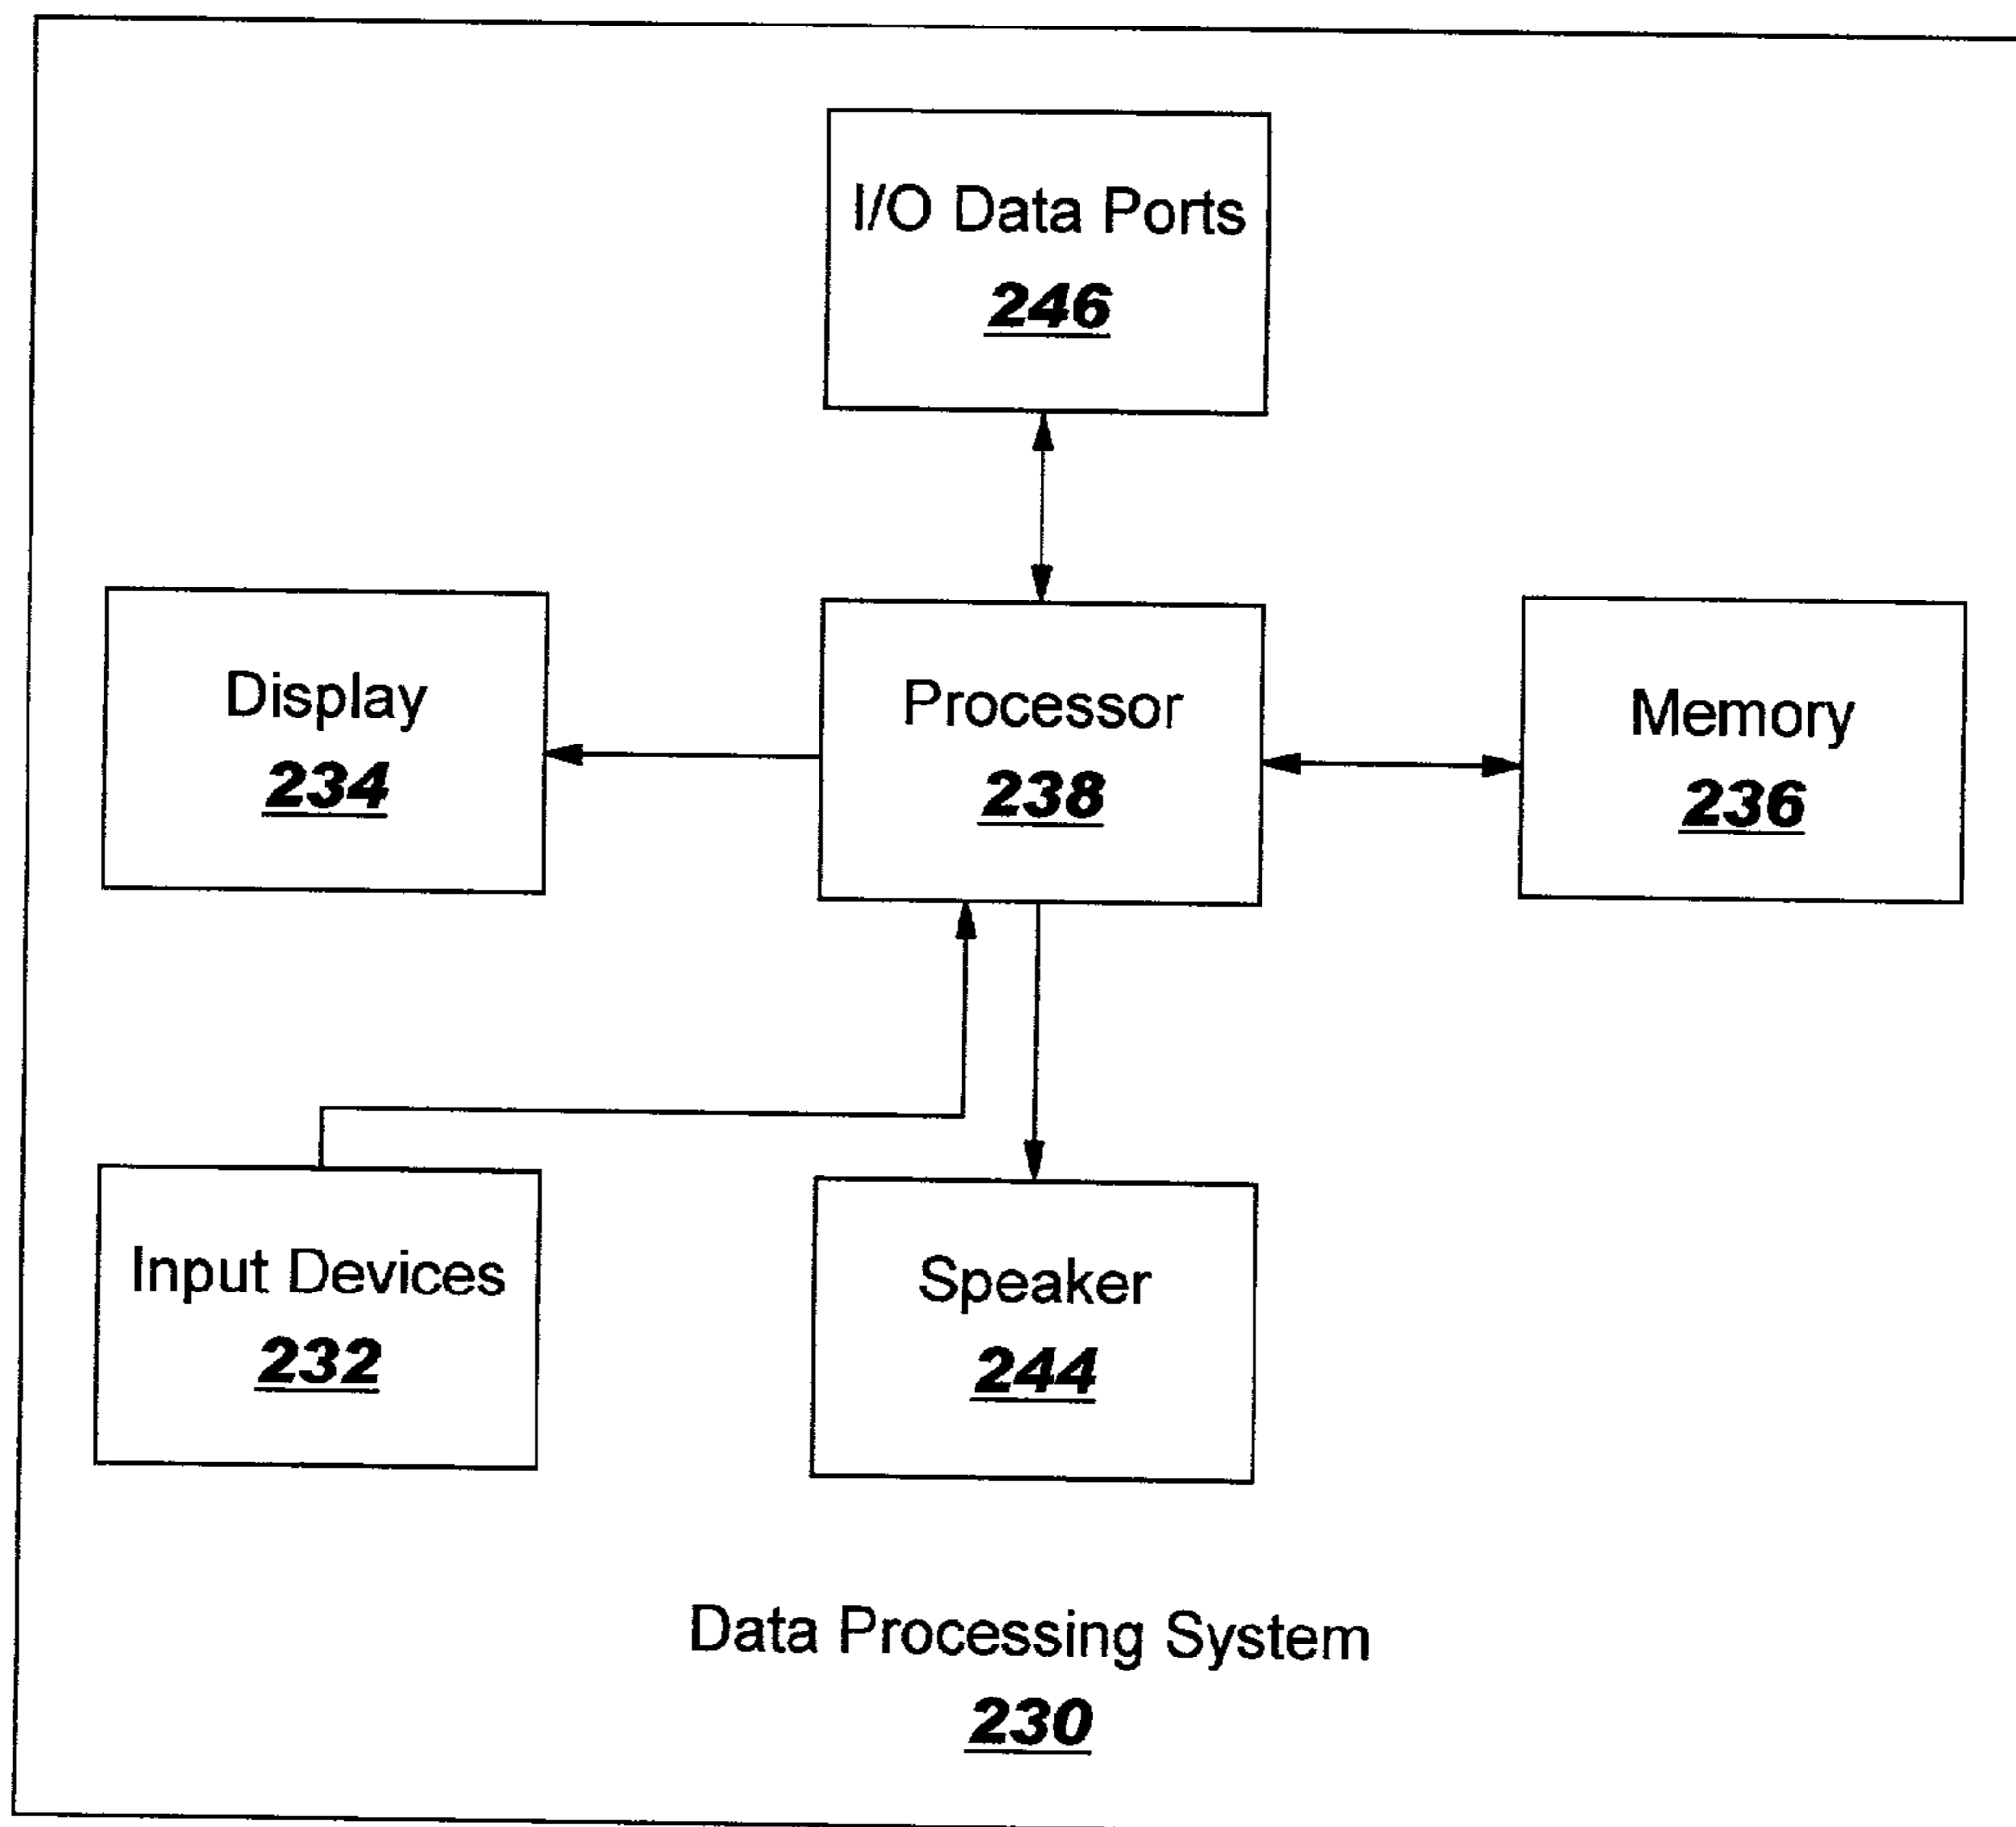 I/O Data Ports
246
Display
234
Processor
238
Memory
236
Input Devices
232
Speaker
244
Data Processing System
230